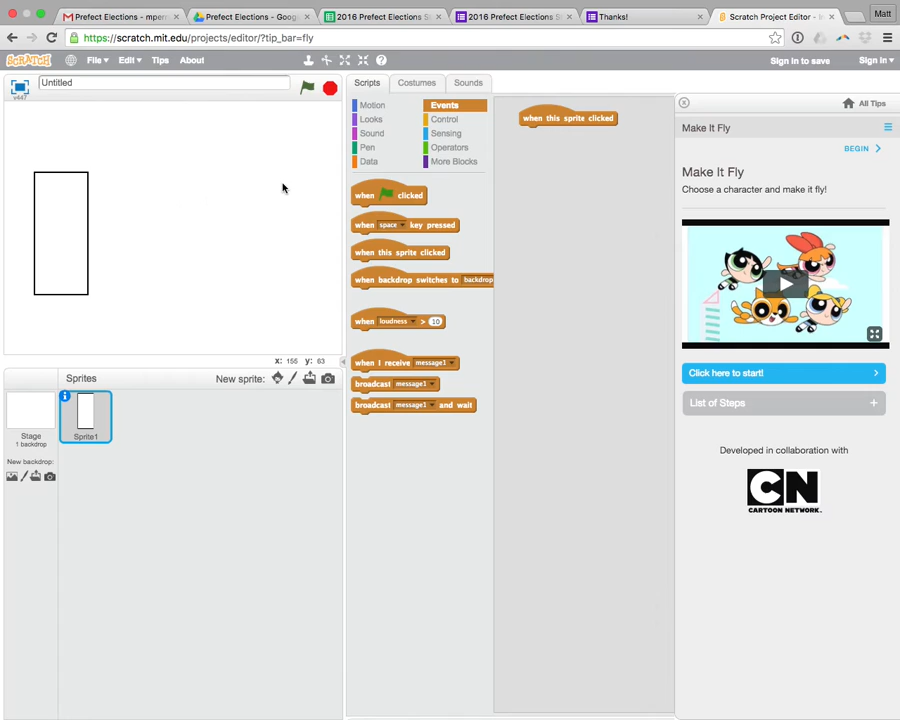 Prefect Elections - mperr
Prefect Elections - Goog
2016 Prefect Elections S
2016 Prefect Elections S
Thanks!
Scratch Project Editor - In
Matt
https://scratch.mit.edu/projects/editor/?tip_bar=fly
SCRATCH
File
Edit
Tips
About
Sign in to save
Sign in
v447
Untitled
Scripts
Costumes
Sounds
All Tips
Motion
Events
Looks
Control
Sound
Sensing
Pen
Operators
Data
More Blocks
when this sprite clicked
Make It Fly
BEGIN
Make It Fly
Choose a character and make it fly!
when clicked
when space key pressed
when this sprite clicked
when backdrop switches to backdrop
when loudness > 10
when I receive message1
broadcast message1
broadcast message1 and wait
x: 155 y: 83
Sprites
New sprite:
Stage
1 backdrop
New backdrop:
Sprite1
Click here to start!
List of Steps
Developed in collaboration with
CN
CARTOON NETWORK.